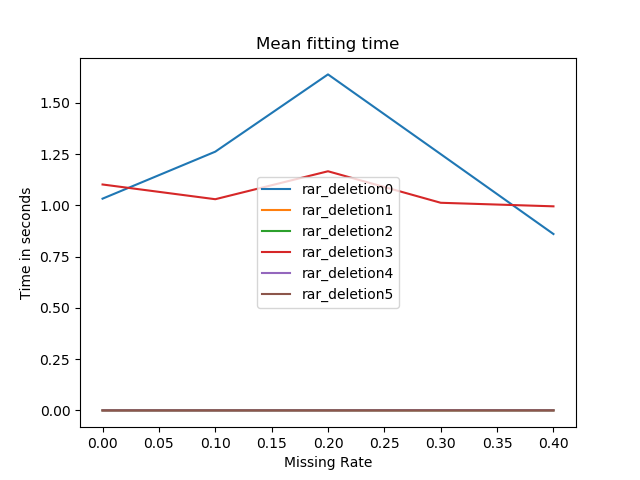 Mean fitting time
Time in seconds
1.50
1.25
1.00
0.75
0.50
0.25
0.00
rar_deletion0
rar_deletion1
rar_deletion2
rar_deletion3
rar_deletion4
rar_deletion5
0.00 0.05 0.10 0.15 0.20 0.25 0.30 0.35 0.40
Missing Rate